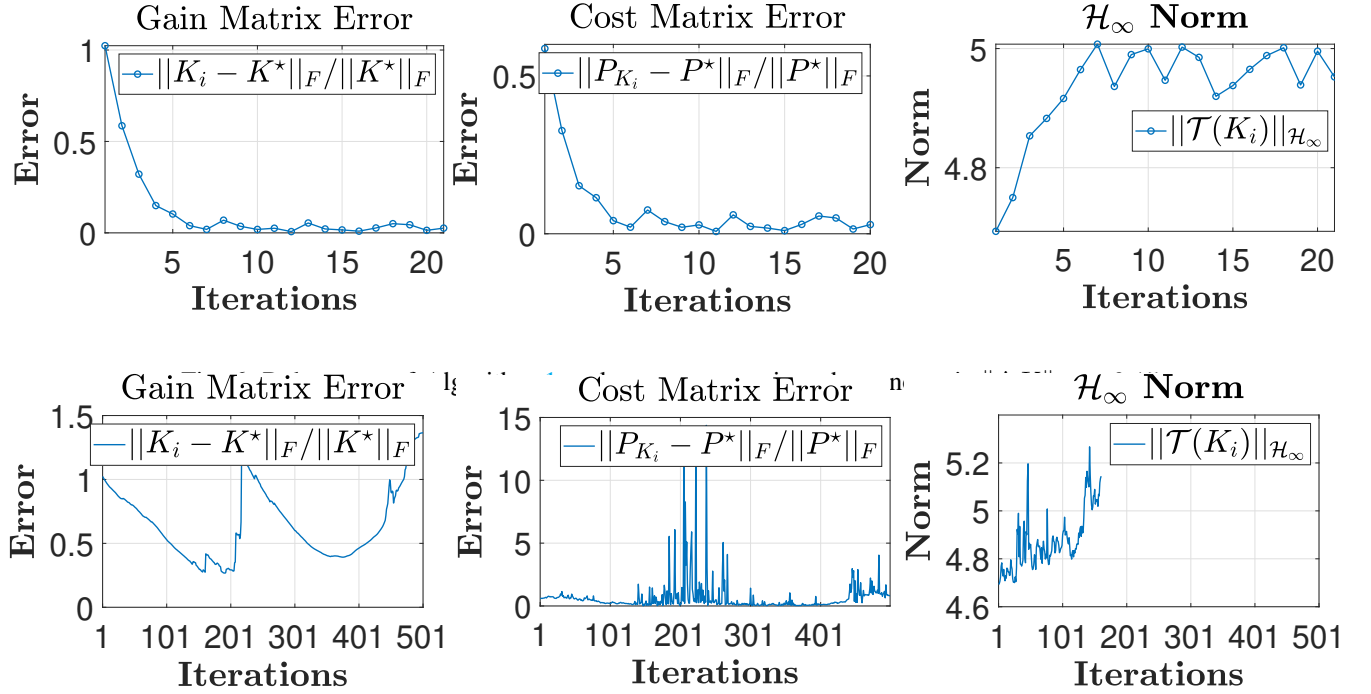 Gain Matrix Error
1
0.5
0
Error
||K_i − K^⋆||_F/||K^⋆||_F
5 10 15 20
Iterations
Cost Matrix Error
0.5
0
Error
||P_{K_i} − P^⋆||_F/||P^⋆||_F
5 10 15 20
Iterations
ℋ_∞ Norm
5
4.8
Norm
||𝒯(K_i)||_{ℋ_∞}
5 10 15 20
Iterations
Gain Matrix Error
1.5
1
0.5
0
Error
||K_i − K^⋆||_F/||K^⋆||_F
1 101 201 301 401 501
Iterations
Cost Matrix Error
15
10
5
0
Error
||P_{K_i} − P^⋆||_F/||P^⋆||_F
1 101 201 301 401
Iterations
ℋ_∞ Norm
5.2
5
4.8
4.6
Norm
||𝒯(K_i)||_{ℋ_∞}
1 101 201 301 401 501
Iterations